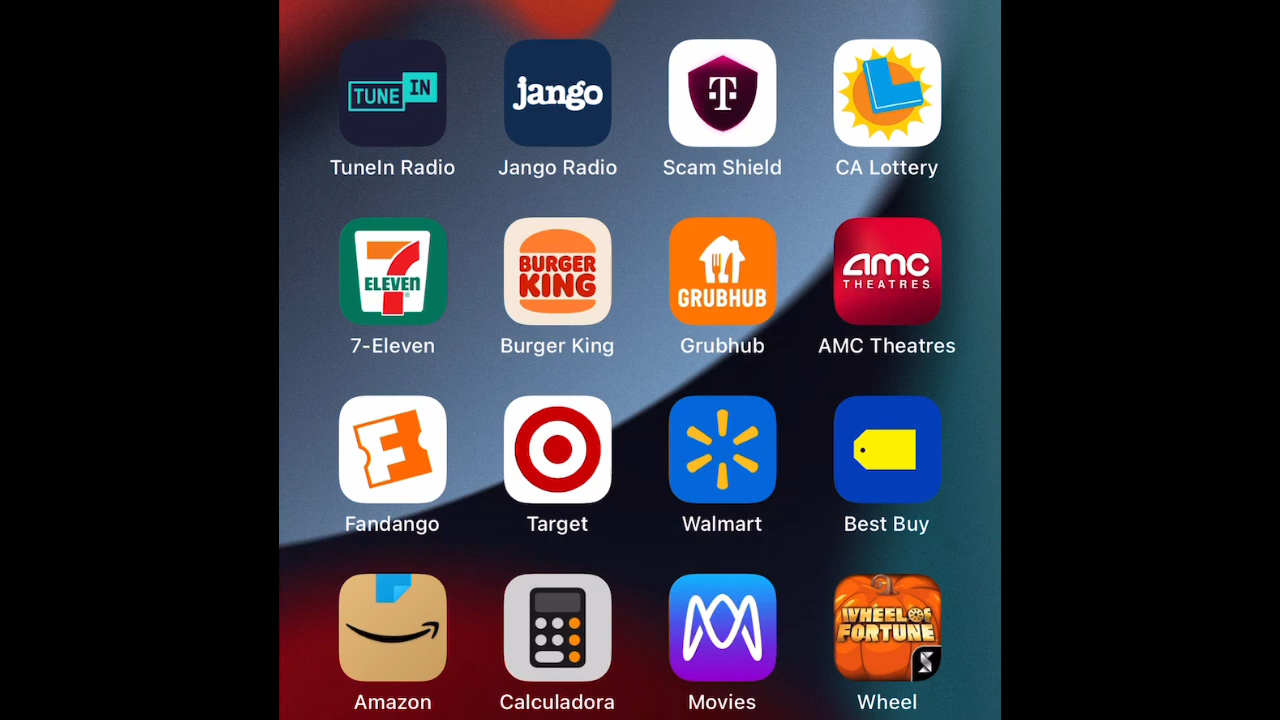 TUNE IN
jango
T
TuneIn Radio
Jango Radio
Scam Shield
CA Lottery
7
ELEVEN
BURGER
KING
GRUBHUB
amc
THEATRES
7-Eleven
Burger King
Grubhub
AMC Theatres
F
Fandango
Target
Walmart
Best Buy
WHEEL OF
FORTUNE
Amazon
Calculadora
Movies
Wheel